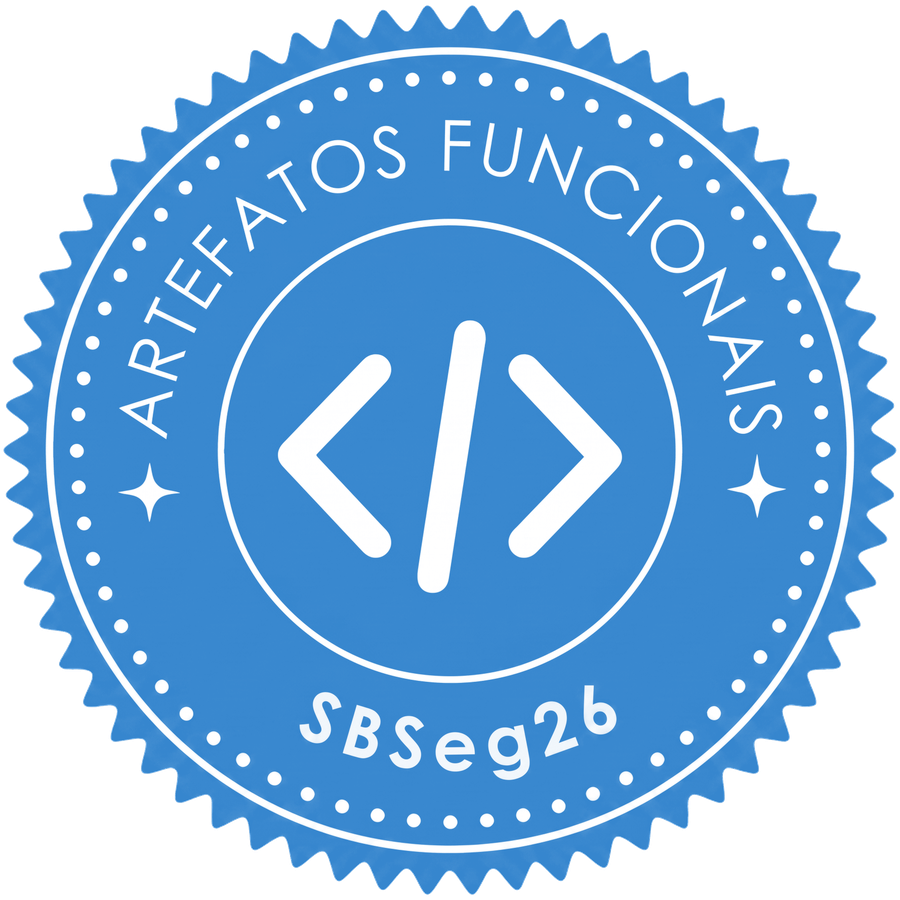 ARTEFATOS FUNCIONAIS
</>
SBSeg26